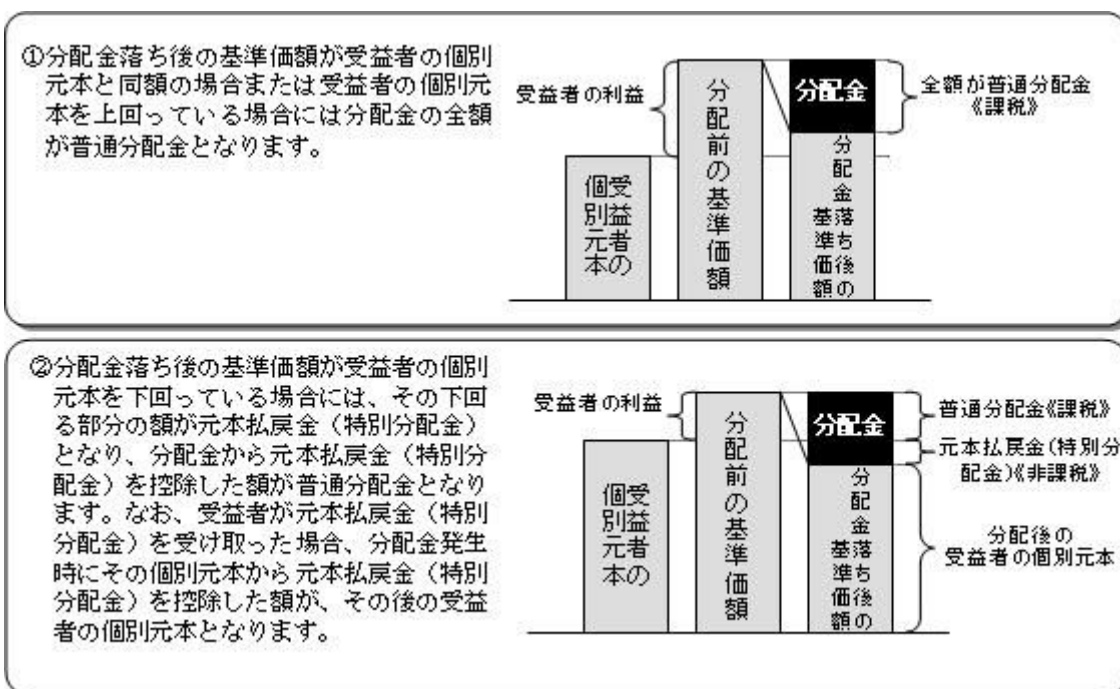 ①分配金落ち後の基準価額が受益者の個別
元本と同額の場合または受益者の個別元
本を上回っている場合には分配金の全額
が普通分配金となります。
受益者の利益
受益者の
個別元本
分配前の基準価額
分配金
分配金落ち後の
基準価額
全額が普通分配金
《課税》
②分配金落ち後の基準価額が受益者の個別
元本を下回っている場合には、その下回
る部分の額が元本払戻金（特別分配金）
となり、分配金から元本払戻金（特別分
配金）を控除した額が普通分配金となり
ます。なお、受益者が元本払戻金（特別
分配金）を受け取った場合、分配金発生
時にその個別元本から元本払戻金（特別
分配金）を控除した額が、その後の受益
者の個別元本となります。
受益者の利益
受益者の
個別元本
分配前の基準価額
分配金
分配金落ち後の
基準価額
普通分配金《課税》
元本払戻金(特別分
配金)《非課税》
分配後の
受益者の個別元本